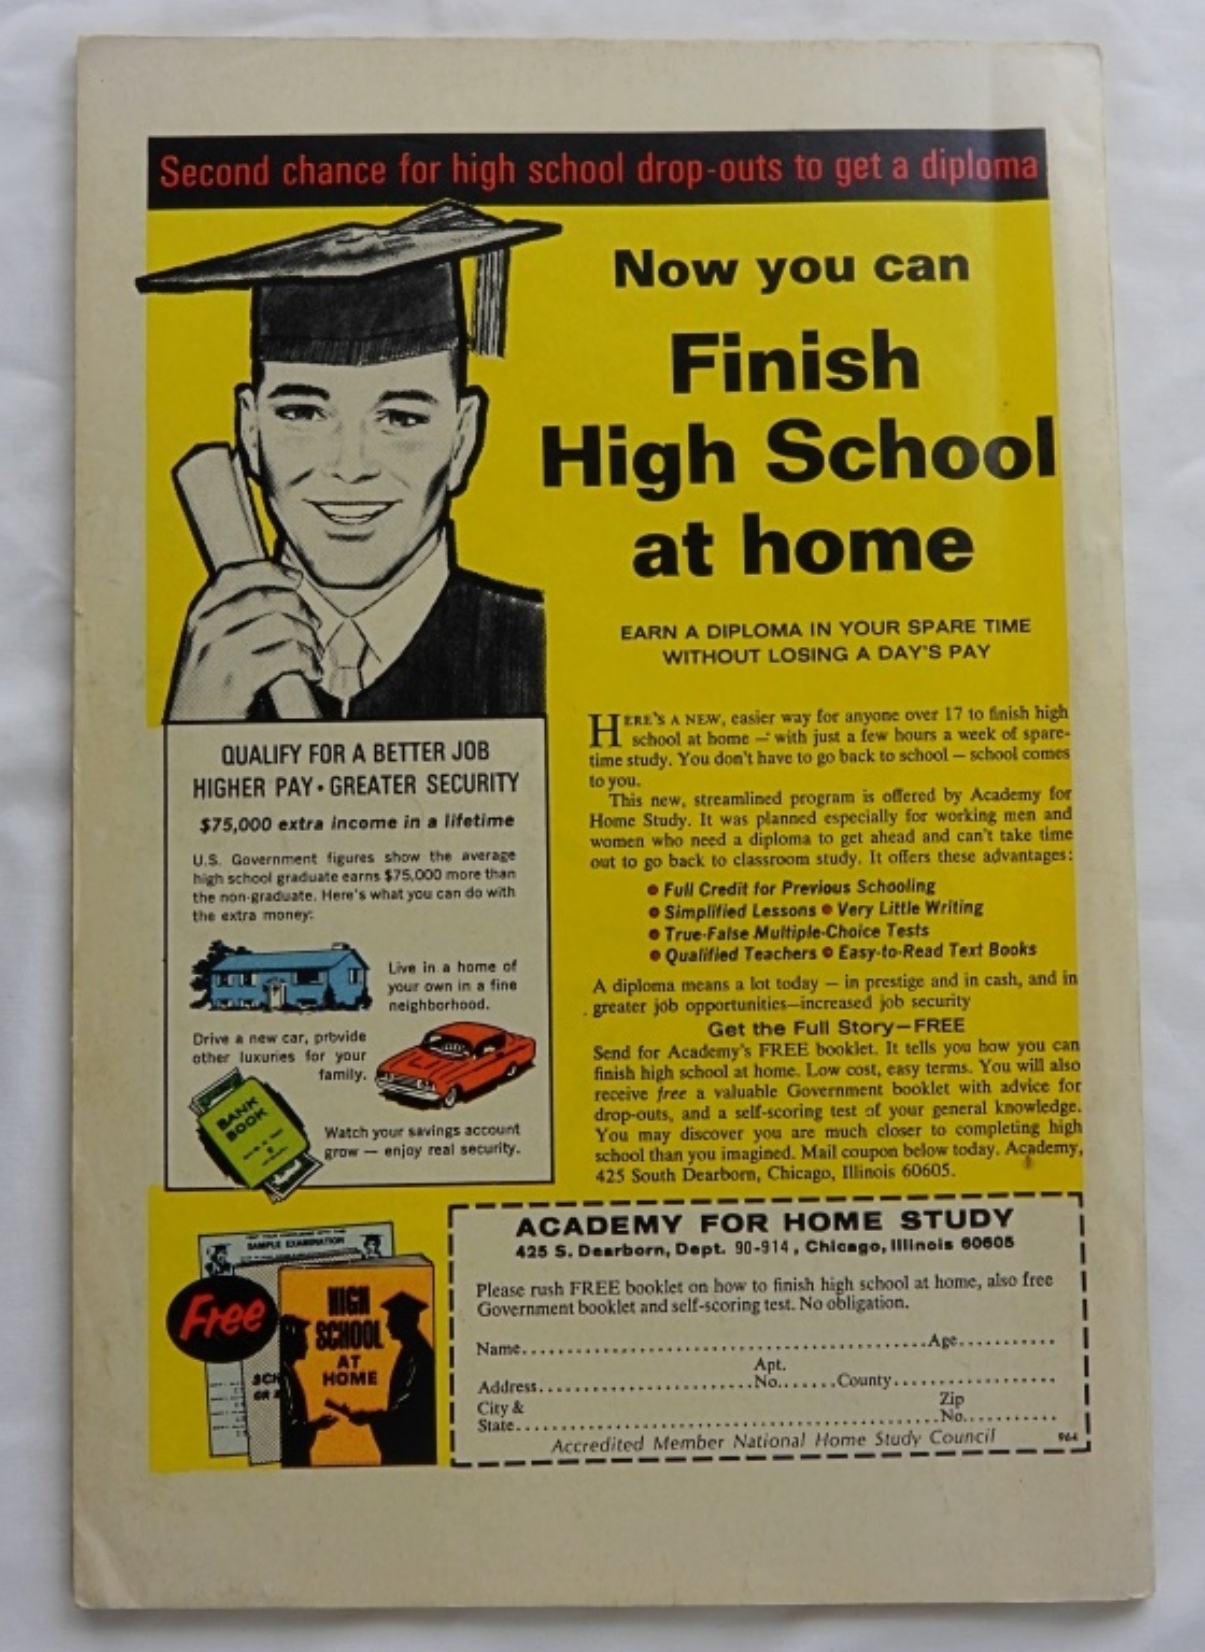 Second chance for high school drop-outs to get a diploma
Now you can
Finish
High School
at home
EARN A DIPLOMA IN YOUR SPARE TIME
WITHOUT LOSING A DAY'S PAY
QUALIFY FOR A BETTER JOB
HIGHER PAY • GREATER SECURITY
$75,000 extra income in a lifetime
U.S. Government figures show the average
high school graduate earns $75,000 more than
the non-graduate. Here's what you can do with
the extra money:
Live in a home of
your own in a fine
neighborhood.
Drive a new car, provide
other luxuries for your
family.
BANK
BOOK
Watch your savings account
grow — enjoy real security.
HERE'S A NEW, easier way for anyone over 17 to finish high
school at home — with just a few hours a week of spare-
time study. You don't have to go back to school — school comes
to you.
This new, streamlined program is offered by Academy for
Home Study. It was planned especially for working men and
women who need a diploma to get ahead and can't take time
out to go back to classroom study. It offers these advantages:
• Full Credit for Previous Schooling
• Simplified Lessons • Very Little Writing
• True-False Multiple-Choice Tests
• Qualified Teachers • Easy-to-Read Text Books
A diploma means a lot today — in prestige and in cash, and in
greater job opportunities—increased job security
Get the Full Story—FREE
Send for Academy's FREE booklet. It tells you how you can
finish high school at home. Low cost, easy terms. You will also
receive free a valuable Government booklet with advice for
drop-outs, and a self-scoring test of your general knowledge.
You may discover you are much closer to completing high
school than you imagined. Mail coupon below today. Academy,
425 South Dearborn, Chicago, Illinois 60605.
SAMPLE EXAMINATION
Free
HIGH
SCHOOL
AT
HOME
SCH
OR
ACADEMY FOR HOME STUDY
425 S. Dearborn, Dept. 90-914, Chicago, Illinois 60605
Please rush FREE booklet on how to finish high school at home, also free
Government booklet and self-scoring test. No obligation.
Name..........Age..........
Apt.
Address..........No.......County..........
City & Zip
State..........No..........
Accredited Member National Home Study Council 964